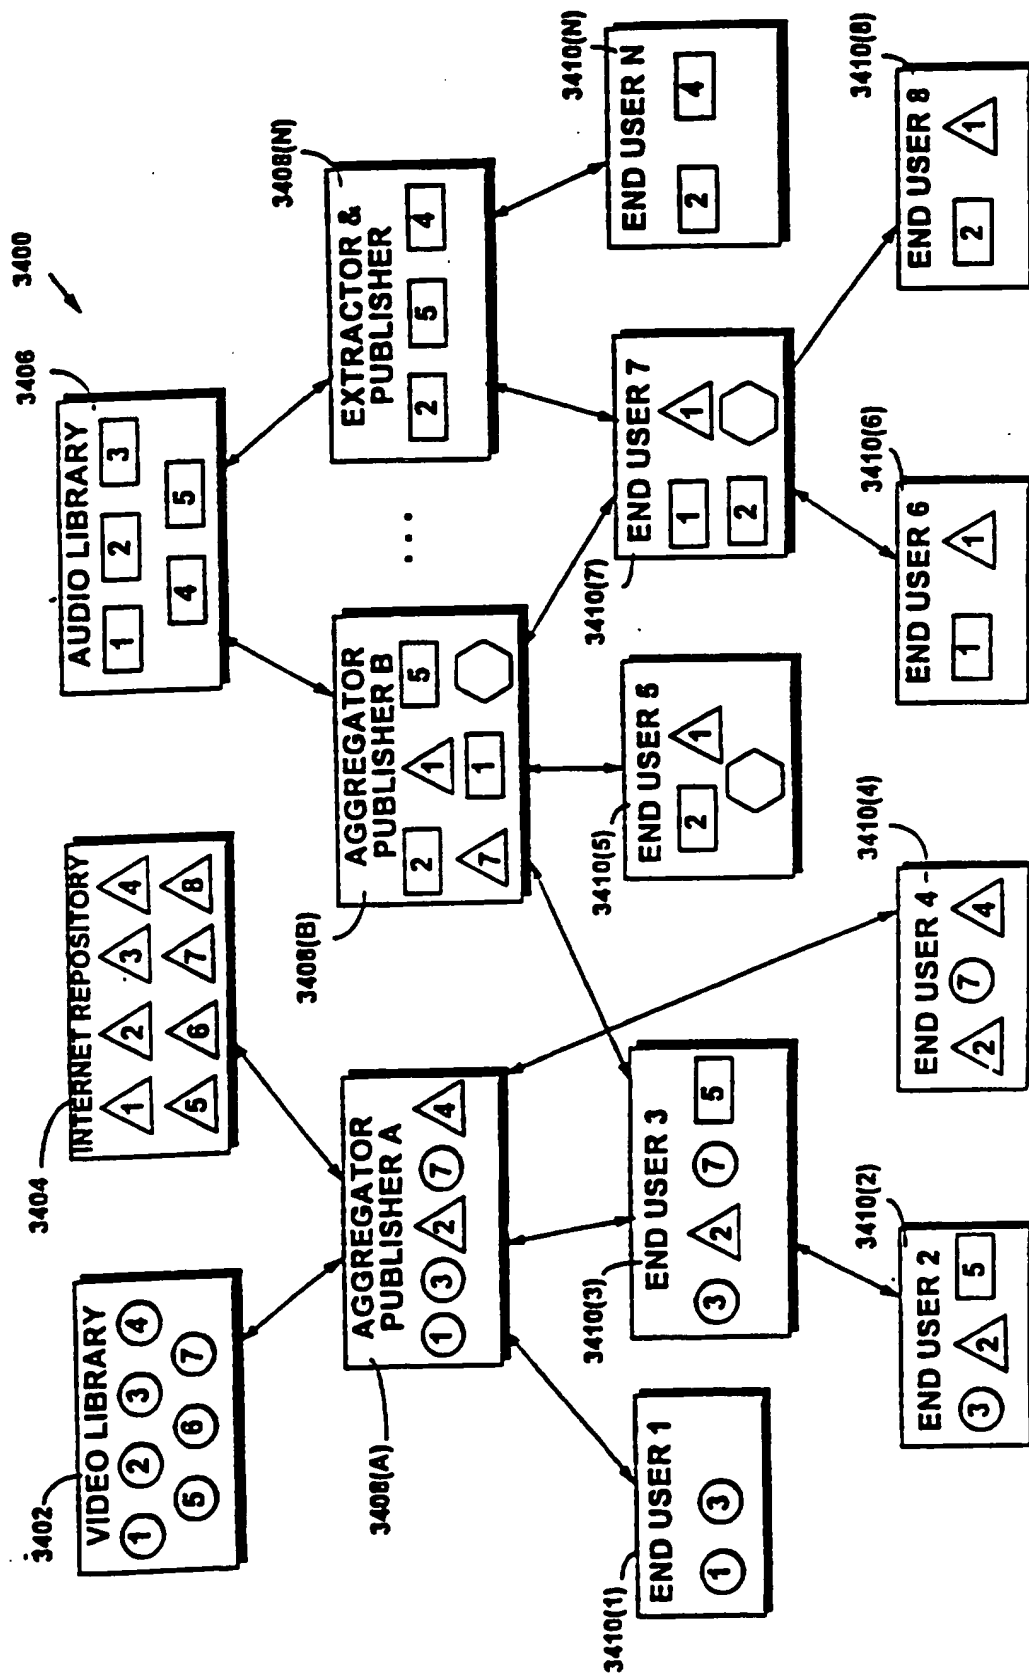 3400
3402
VIDEO LIBRARY
1 2 3 4
5 6 7
3404
INTERNET REPOSITORY
1 2 3 4
5 6 7 8
3406
AUDIO LIBRARY
1 2 3
4 5
3408(A)
AGGREGATOR
PUBLISHER A
1 3 2 7 4
3408(B)
AGGREGATOR
PUBLISHER B
2 1 5
7 1
...
3408(N)
EXTRACTOR &
PUBLISHER
2 5 4
3410(1)
END USER 1
1 3
3410(3)
END USER 3
3 2 7 5
3410(5)
END USER 5
2 1
3410(7)
END USER 7
1 1
2
3410(N)
END USER N
2 4
3410(2)
END USER 2
3 2 5
3410(4)
END USER 4
2 7 4
3410(6)
END USER 6
1 1
3410(8)
END USER 8
2 1